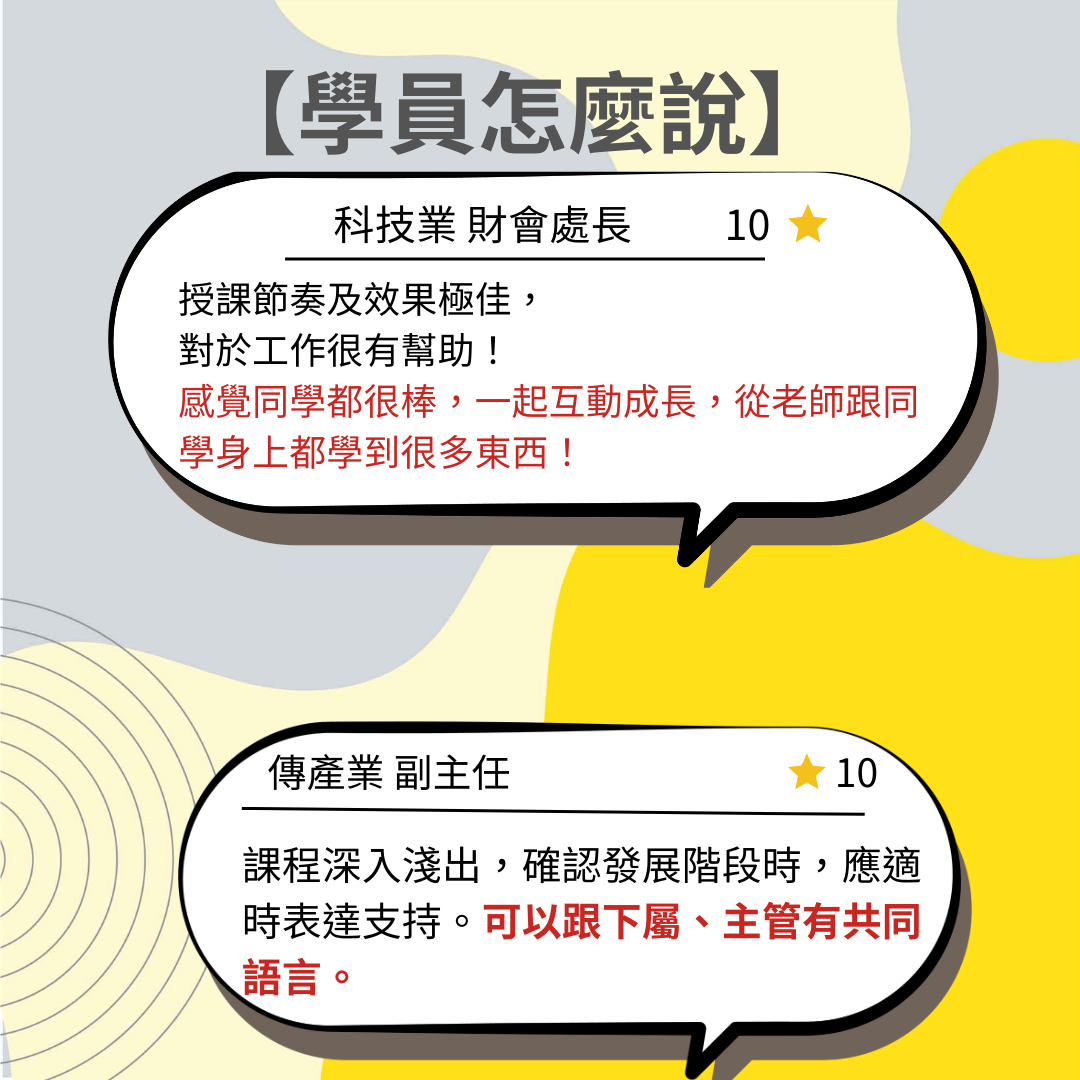 【學員怎麼說】
科技業 財會處長 10
授課節奏及效果極佳，
對於工作很有幫助！
感覺同學都很棒，一起互動成長，從老師跟同
學身上都學到很多東西！
傳產業 副主任 10
課程深入淺出，確認發展階段時，應適
時表達支持。可以跟下屬、主管有共同
語言。